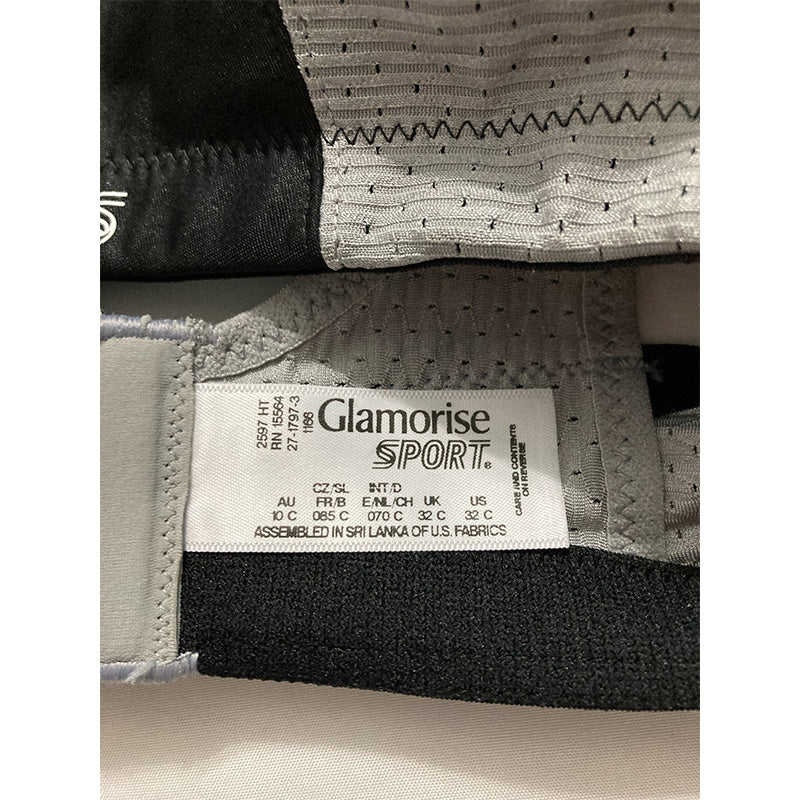 2597 HT
RN 15564
27-1797-3
1166
Glamorise
SPORT®
CZ/SL INT/D
AU FR/B E/NL/CH UK US
10 C 085 C 070 C 32 C 32 C
ASSEMBLED IN SRI LANKA OF U.S. FABRICS
CARE AND CONTENTS
ON REVERSE